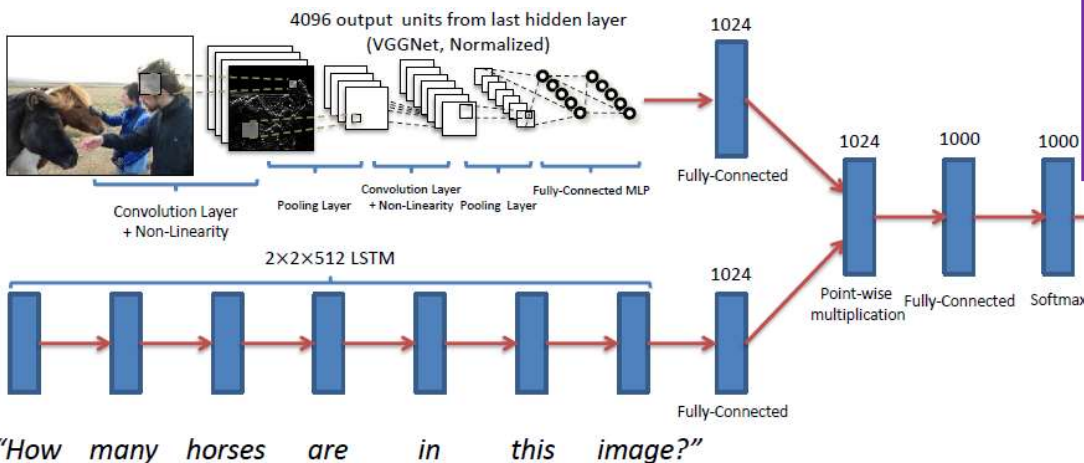 4096 output units from last hidden layer
(VGGNet, Normalized)
1024
Fully-Connected
Convolution Layer
+ Non-Linearity
Pooling Layer
Convolution Layer
+ Non-Linearity
Pooling Layer
Fully-Connected MLP
2×2×512 LSTM
1024
Fully-Connected
1024
Point-wise
multiplication
1000
Fully-Connected
1000
Softmax
“How many horses are in this image?”